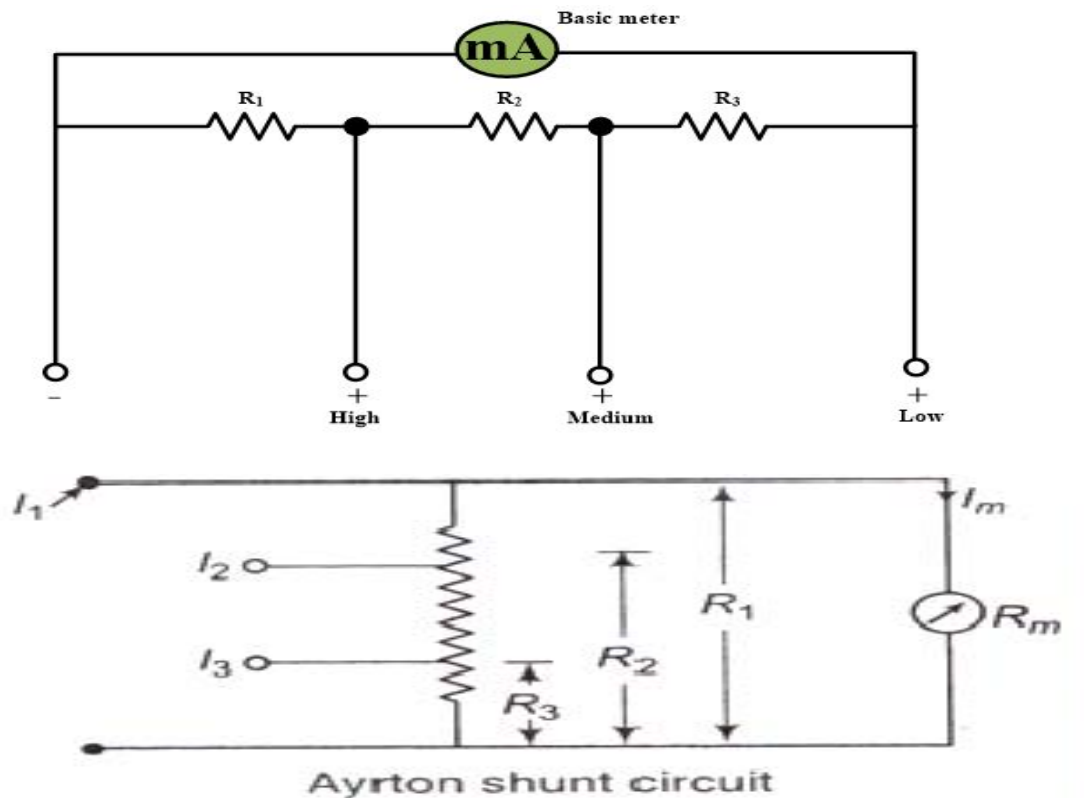 Basic meter
mA
R₁ R₂ R₃
- + + +
High Medium Low
I₁ Iₘ
I₂
R₁
I₃ R₂ Rₘ
R₃
Ayrton shunt circuit